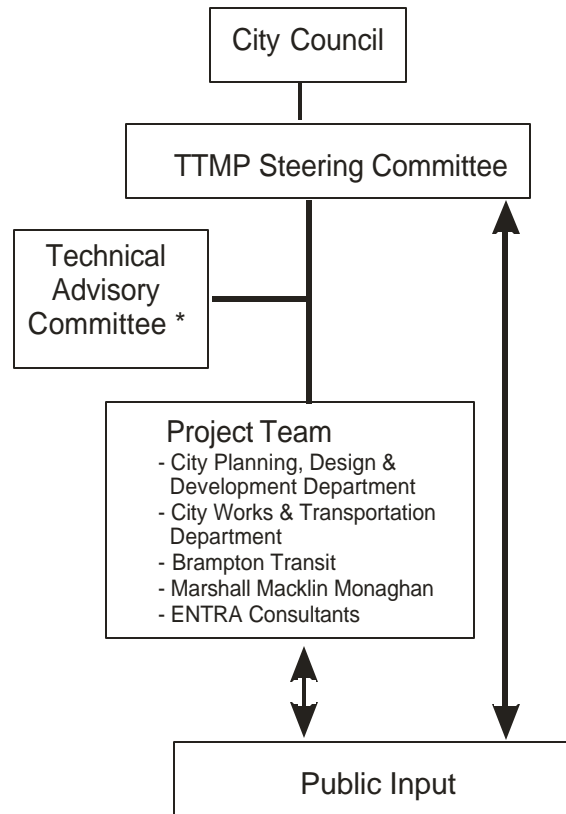 City Council
TTMP Steering Committee
Technical
Advisory
Committee *
Project Team
- City Planning, Design &
Development Department
- City Works & Transportation
Department
- Brampton Transit
- Marshall Macklin Monaghan
- ENTRA Consultants
Public Input